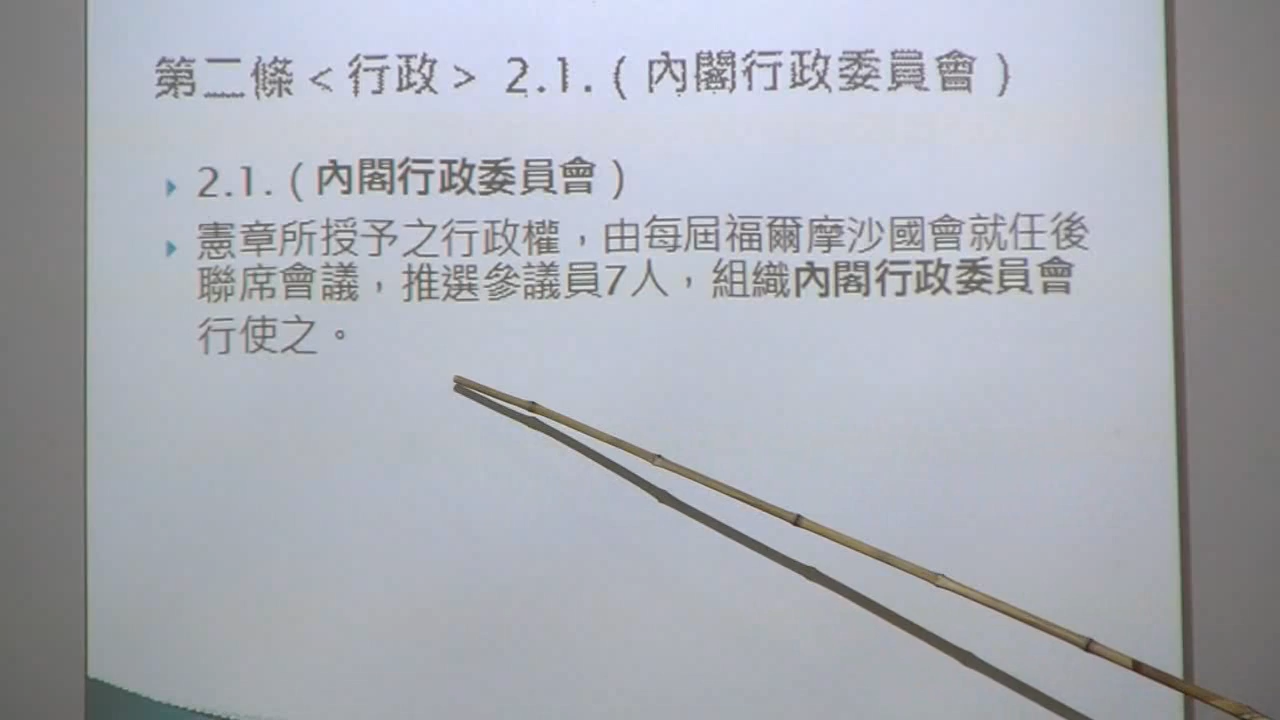 第二條＜行政＞ 2.1.（內閣行政委員會）
2.1.（內閣行政委員會）
憲章所授予之行政權，由每屆福爾摩沙國會就任後
聯席會議，推選參議員7人，組織內閣行政委員會
行使之。